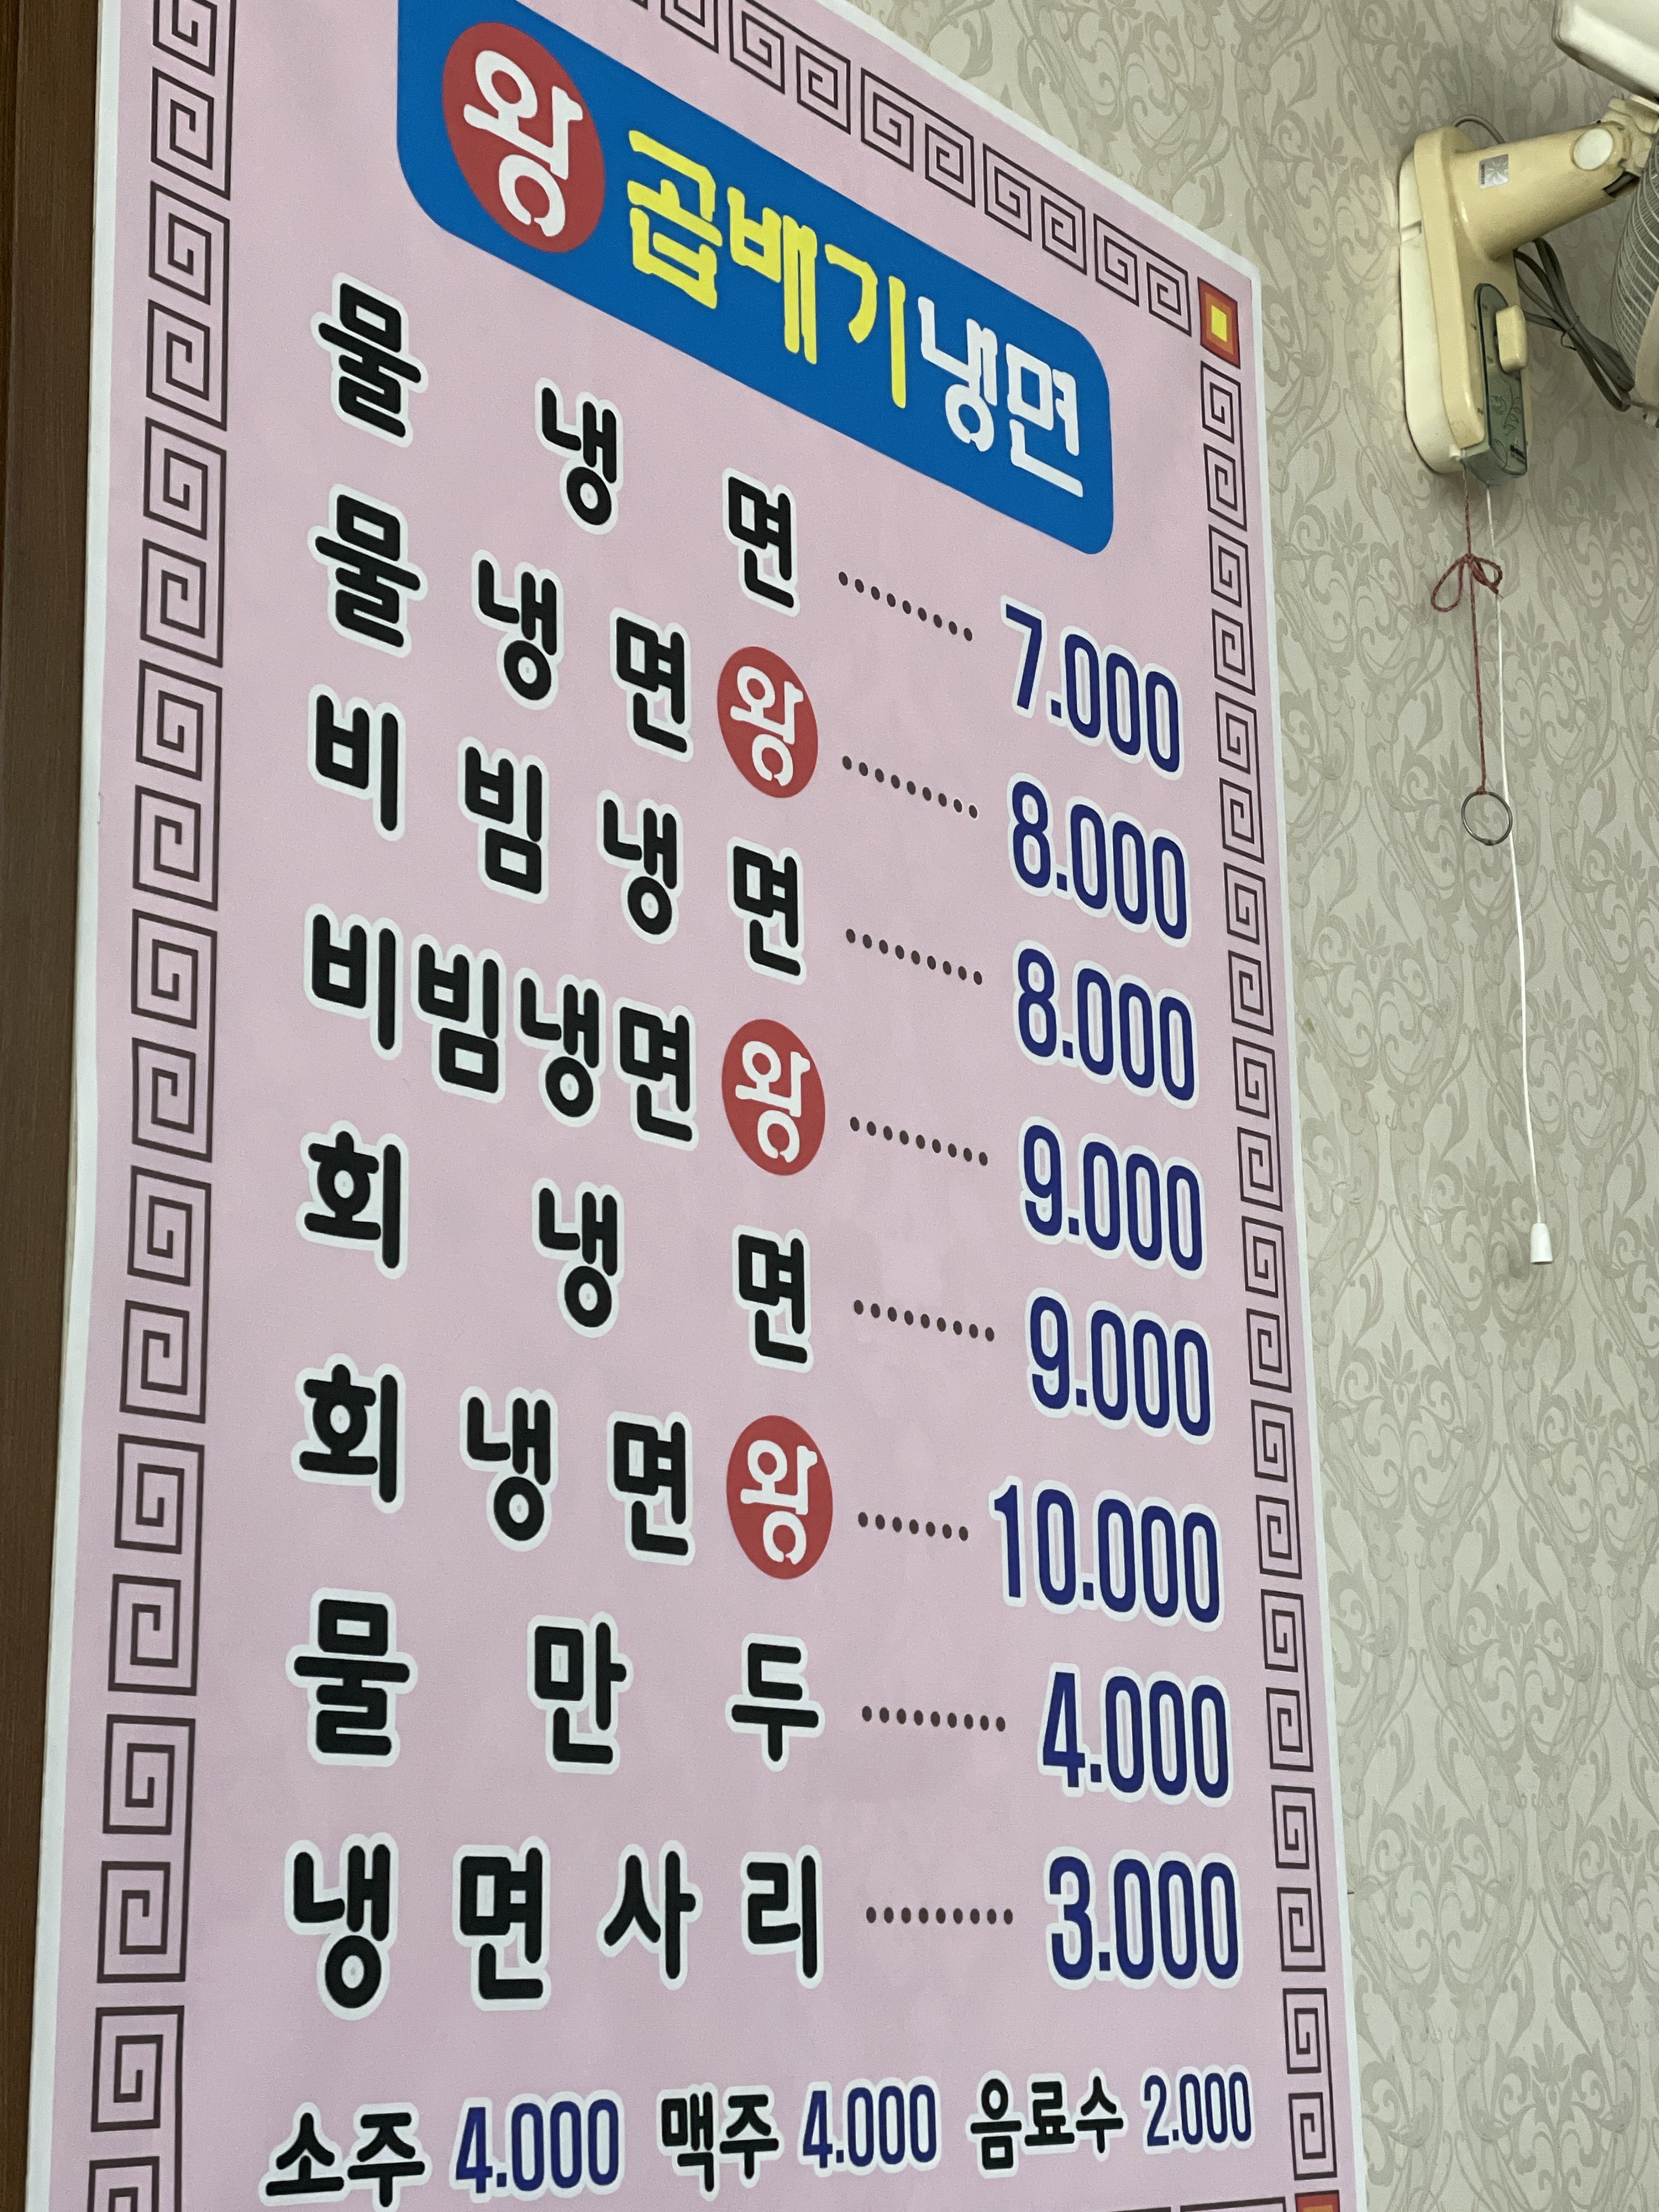 왕 곱배기냉면
물냉면 ········ 7.000
물냉면 왕 ········· 8.000
비빔냉면 ········· 8.000
비빔냉면 왕 ········· 9.000
회냉면 ········· 9.000
회냉면 왕 ······· 10.000
물만두 ········· 4.000
냉면사리 ········· 3.000
소주 4.000 맥주 4.000 음료수 2.000